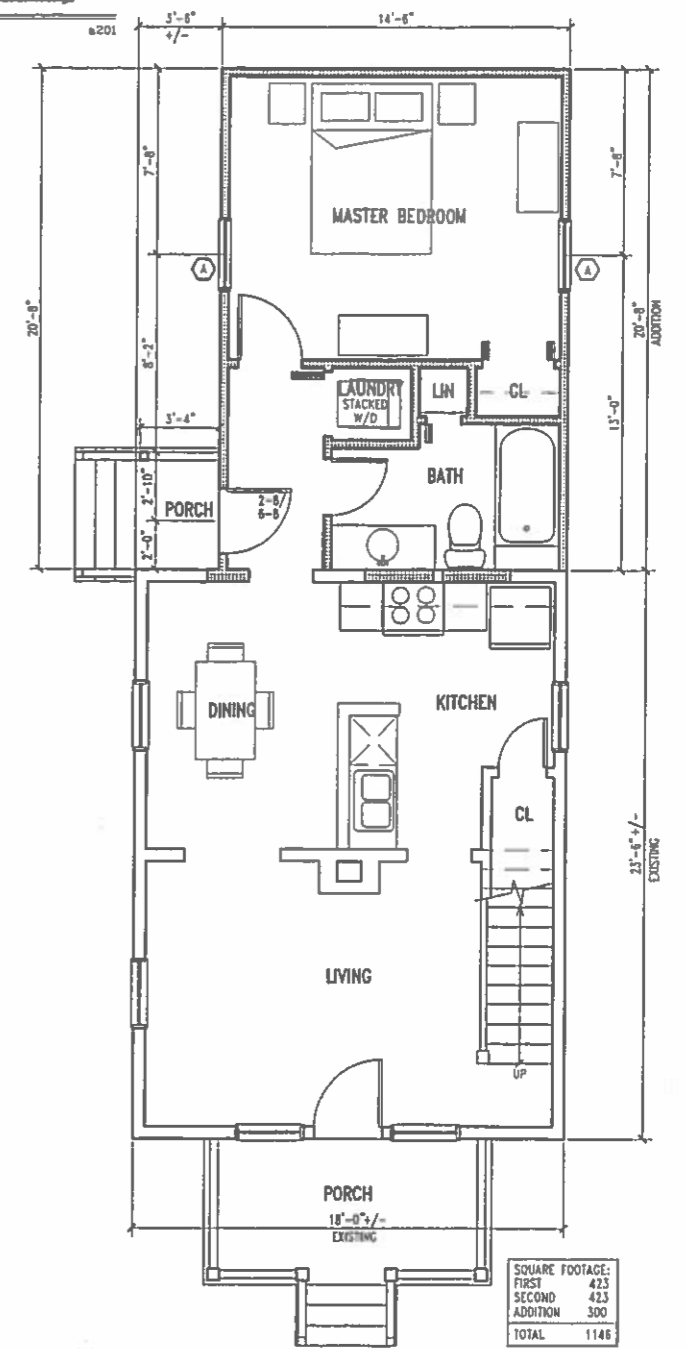 a201
3'-6"
+/-
14'-6"
7'-8"
7'-8"
MASTER BEDROOM
A
A
20'-8"
8'-2"
20'-8"
ADDITION
LAUNDRY
STACKED
W/D
LIN
CL
3'-4"
13'-0"
BATH
2'-10"
PORCH
2-8/
6-8
2'-0"
DINING
KITCHEN
CL
23'-6"+/-
EXISTING
LIVING
UP
PORCH
18'-0"+/-
EXISTING
SQUARE FOOTAGE:
FIRST 423
SECOND 423
ADDITION 300
TOTAL 1146